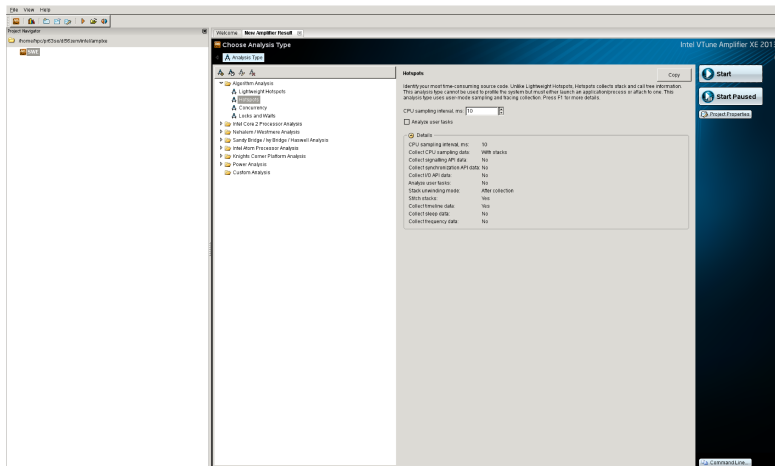 File View Help
Project Navigator
SWE
Welcome New Amplifier Result
Choose Analysis Type
Intel VTune Amplifier XE 2013
Analysis Type
Algorithm Analysis
Lightweight Hotspots
Hotspots
Concurrency
Locks and Waits
Intel Core 2 Processor Analysis
Nehalem / Westmere Analysis
Sandy Bridge / Ivy Bridge / Haswell Analysis
Intel Atom Processor Analysis
Knights Corner Platform Analysis
Power Analysis
Custom Analysis
Hotspots
Copy
Identify your most time-consuming source code. Unlike Lightweight Hotspots, Hotspots collects stack and call tree information.
This analysis type cannot be used to profile the system but must either launch an application/process or attach to one. This
analysis type uses user-mode sampling and tracing collection. Press F1 for more details.
CPU sampling interval, ms: 10
Analyze user tasks
Details
CPU sampling interval, ms: 10
Collect CPU sampling data: With stacks
Collect signalling API data: No
Collect synchronization API data: No
Collect I/O API data: No
Analyze user tasks: No
Stack unwinding mode: After collection
Stitch stacks: Yes
Collect timeline data: Yes
Collect sleep data: No
Collect frequency data: No
Start
Start Paused
Project Properties
Command Line...